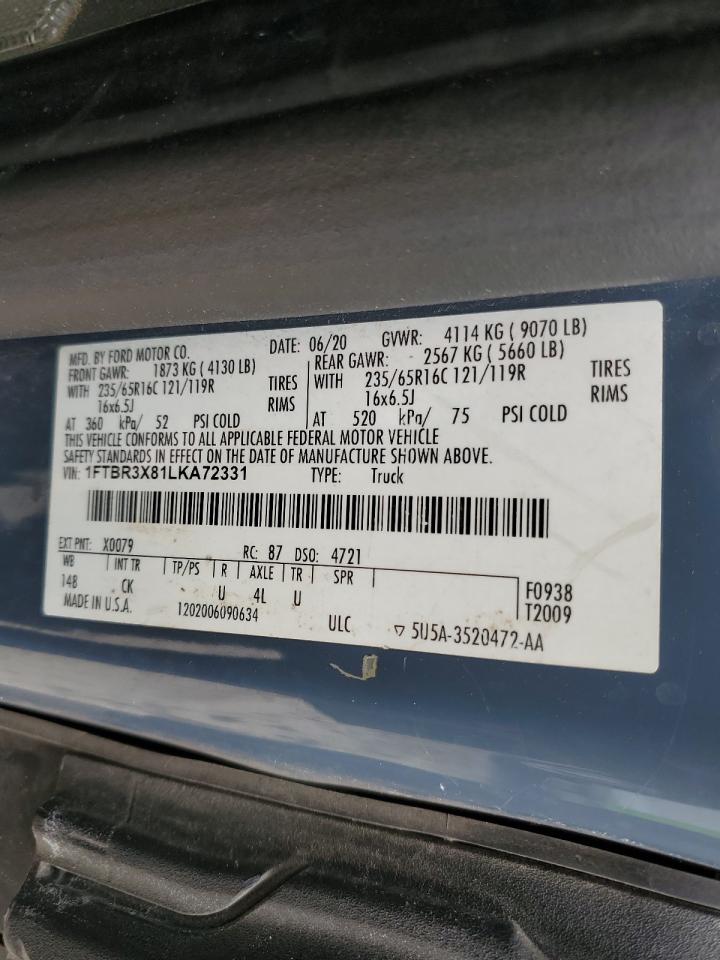 MFD. BY FORD MOTOR CO. DATE: 06/20 GVWR: 4114 KG ( 9070 LB)
FRONT GAWR: 1873 KG ( 4130 LB) REAR GAWR: 2567 KG ( 5660 LB)
WITH 235/65R16C 121/119R TIRES WITH 235/65R16C 121/119R TIRES
16x6.5J RIMS 16x6.5J RIMS
AT 360 kPa/ 52 PSI COLD AT 520 kPa/ 75 PSI COLD
THIS VEHICLE CONFORMS TO ALL APPLICABLE FEDERAL MOTOR VEHICLE
SAFETY STANDARDS IN EFFECT ON THE DATE OF MANUFACTURE SHOWN ABOVE.
VIN: 1FTBR3X81LKA72331 TYPE: Truck
EXT PNT: X0079 RC: 87 DSO: 4721
WB INT TR TP/PS R AXLE TR SPR
148 CK U 4L U F0938
MADE IN U.S.A. T2009
1202006090634 ULC ▽ 5U5A-3520472-AA